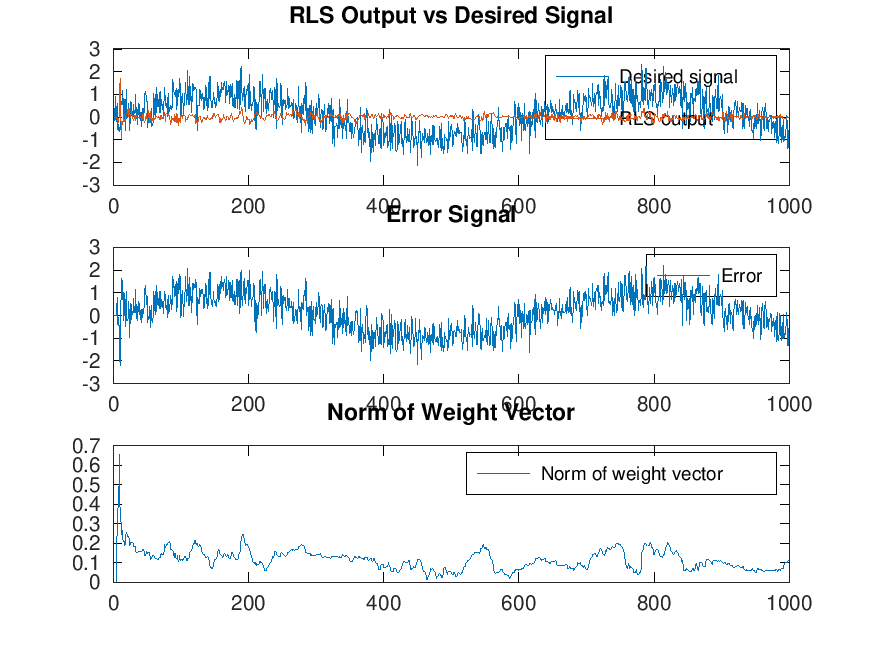 RLS Output vs Desired Signal
3
2
1
0
-1
-2
-3
Desired signal
RLS output
0 200 400 600 800 1000
Error Signal
3
2
1
0
-1
-2
-3
Error
0 200 400 600 800 1000
Norm of Weight Vector
0.7
0.6
0.5
0.4
0.3
0.2
0.1
0
Norm of weight vector
0 200 400 600 800 1000